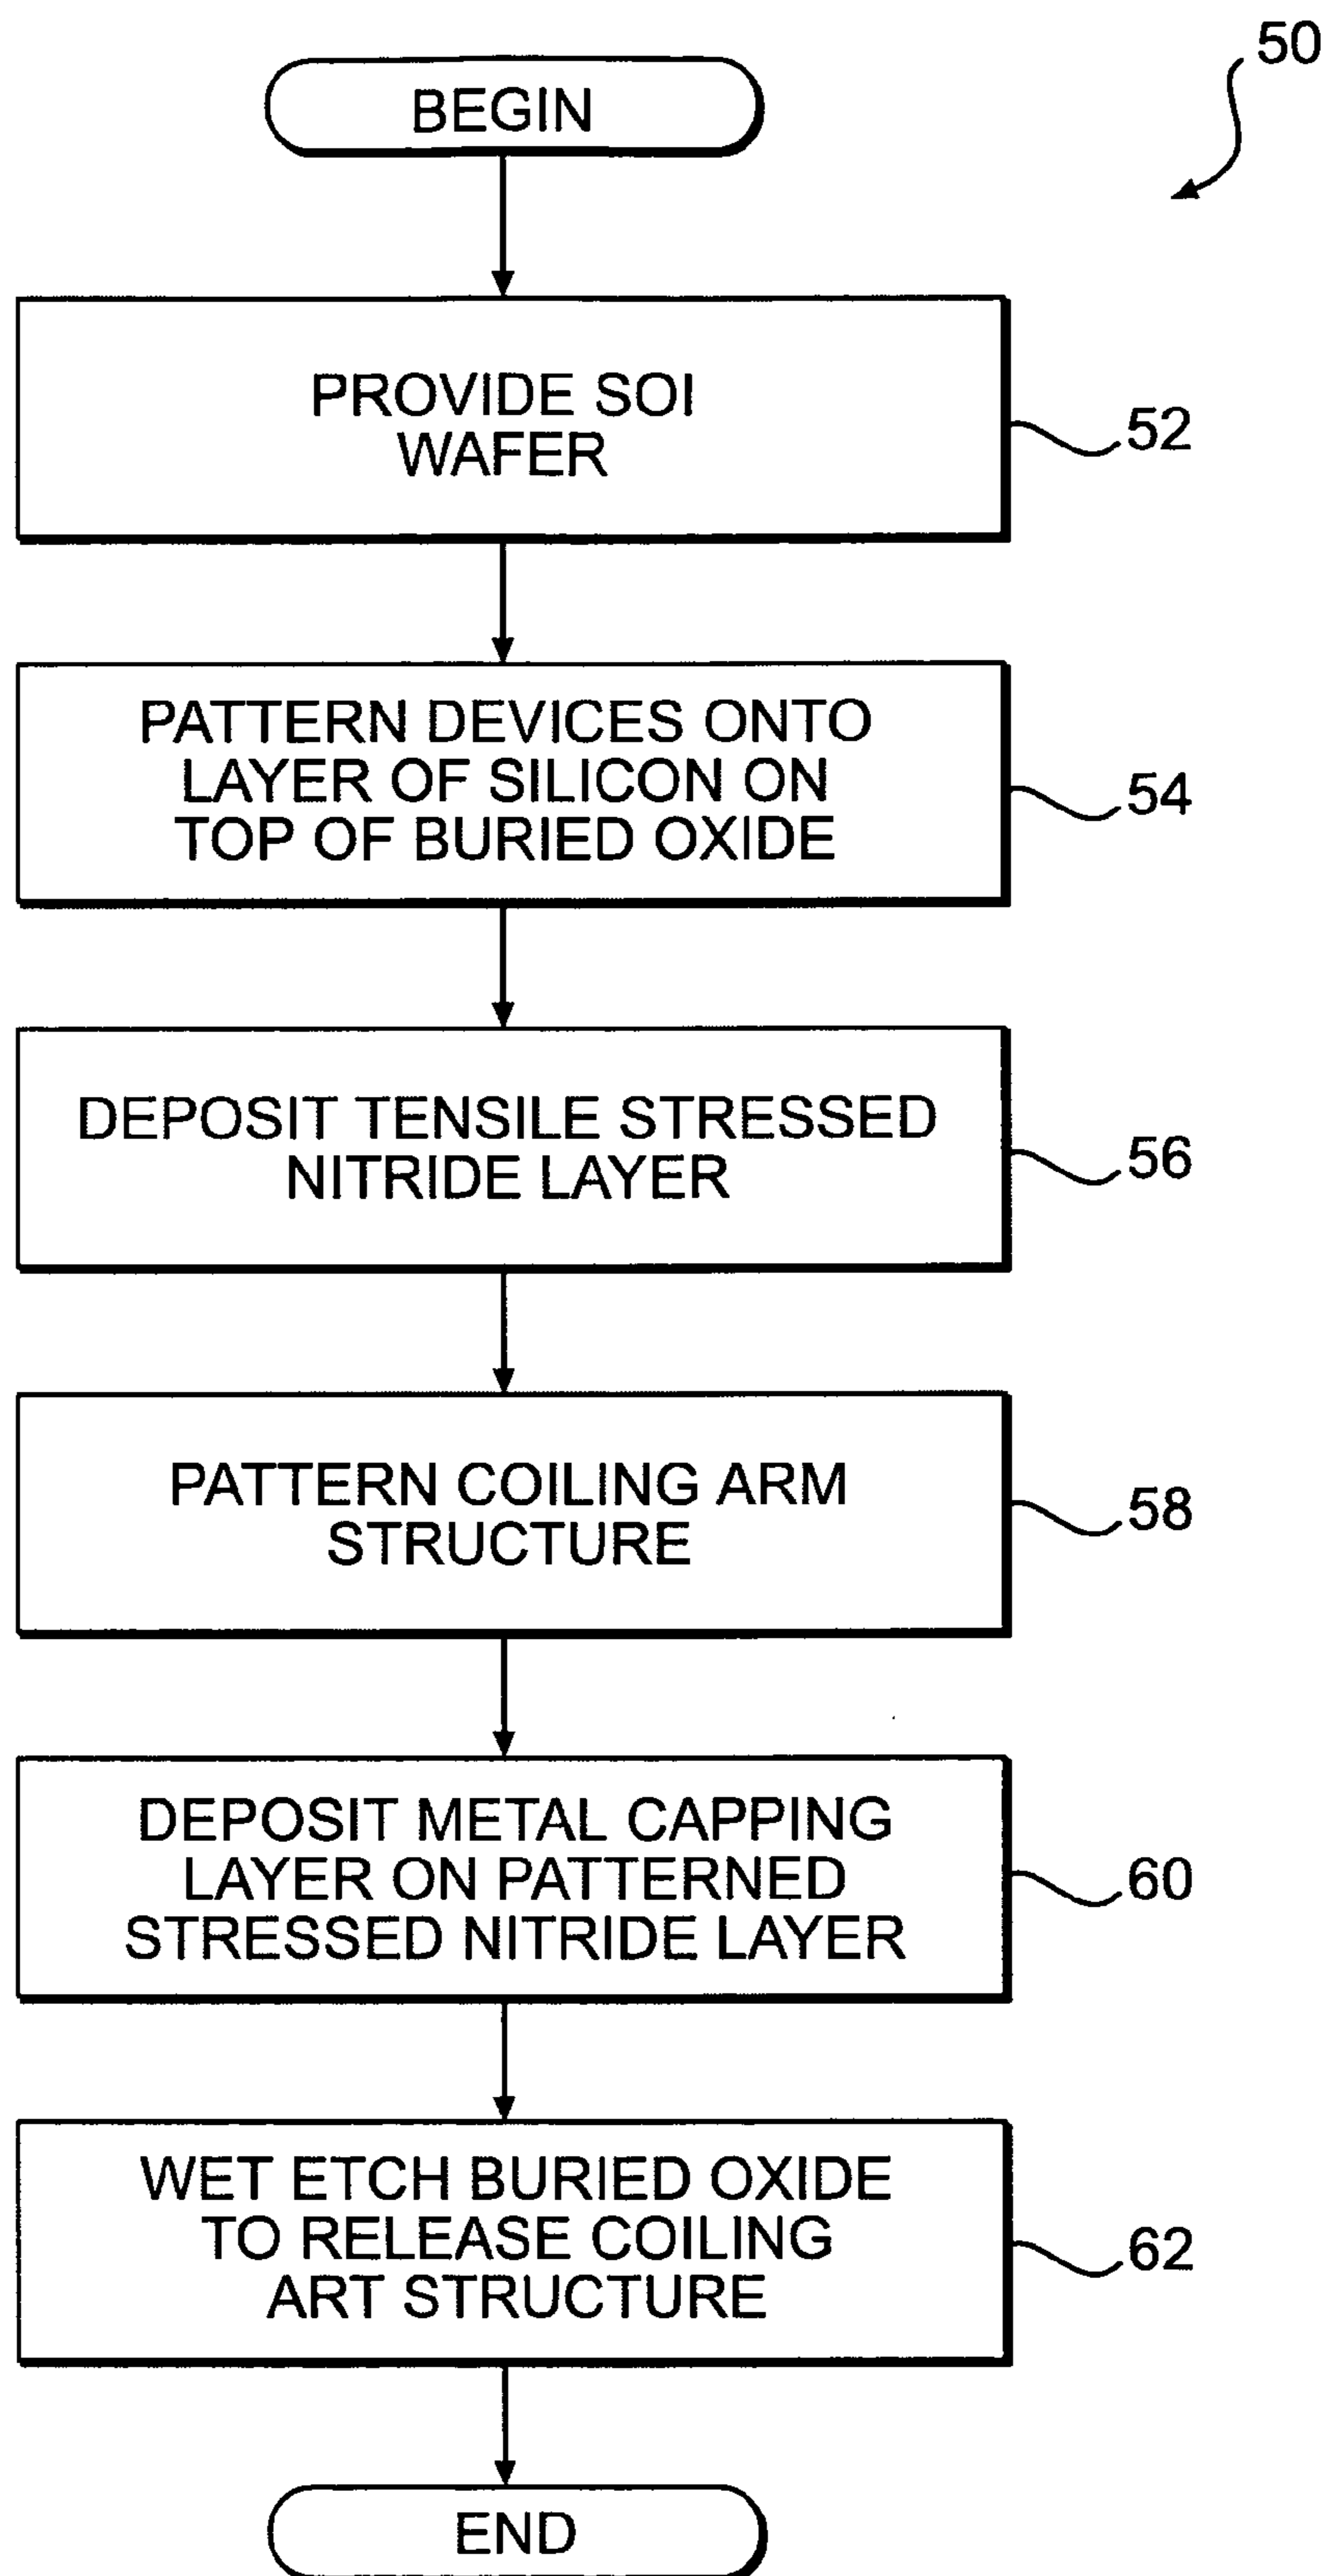 50
BEGIN
PROVIDE SOI
WAFER
52
PATTERN DEVICES ONTO
LAYER OF SILICON ON
TOP OF BURIED OXIDE
54
DEPOSIT TENSILE STRESSED
NITRIDE LAYER
56
PATTERN COILING ARM
STRUCTURE
58
DEPOSIT METAL CAPPING
LAYER ON PATTERNED
STRESSED NITRIDE LAYER
60
WET ETCH BURIED OXIDE
TO RELEASE COILING
ART STRUCTURE
62
END